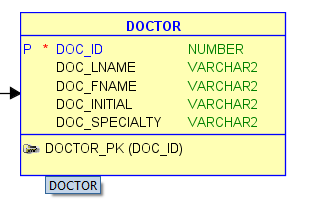 DOCTOR
P * DOC_ID NUMBER
DOC_LNAME VARCHAR2
DOC_FNAME VARCHAR2
DOC_INITIAL VARCHAR2
DOC_SPECIALTY VARCHAR2
DOCTOR_PK (DOC_ID)
DOCTOR